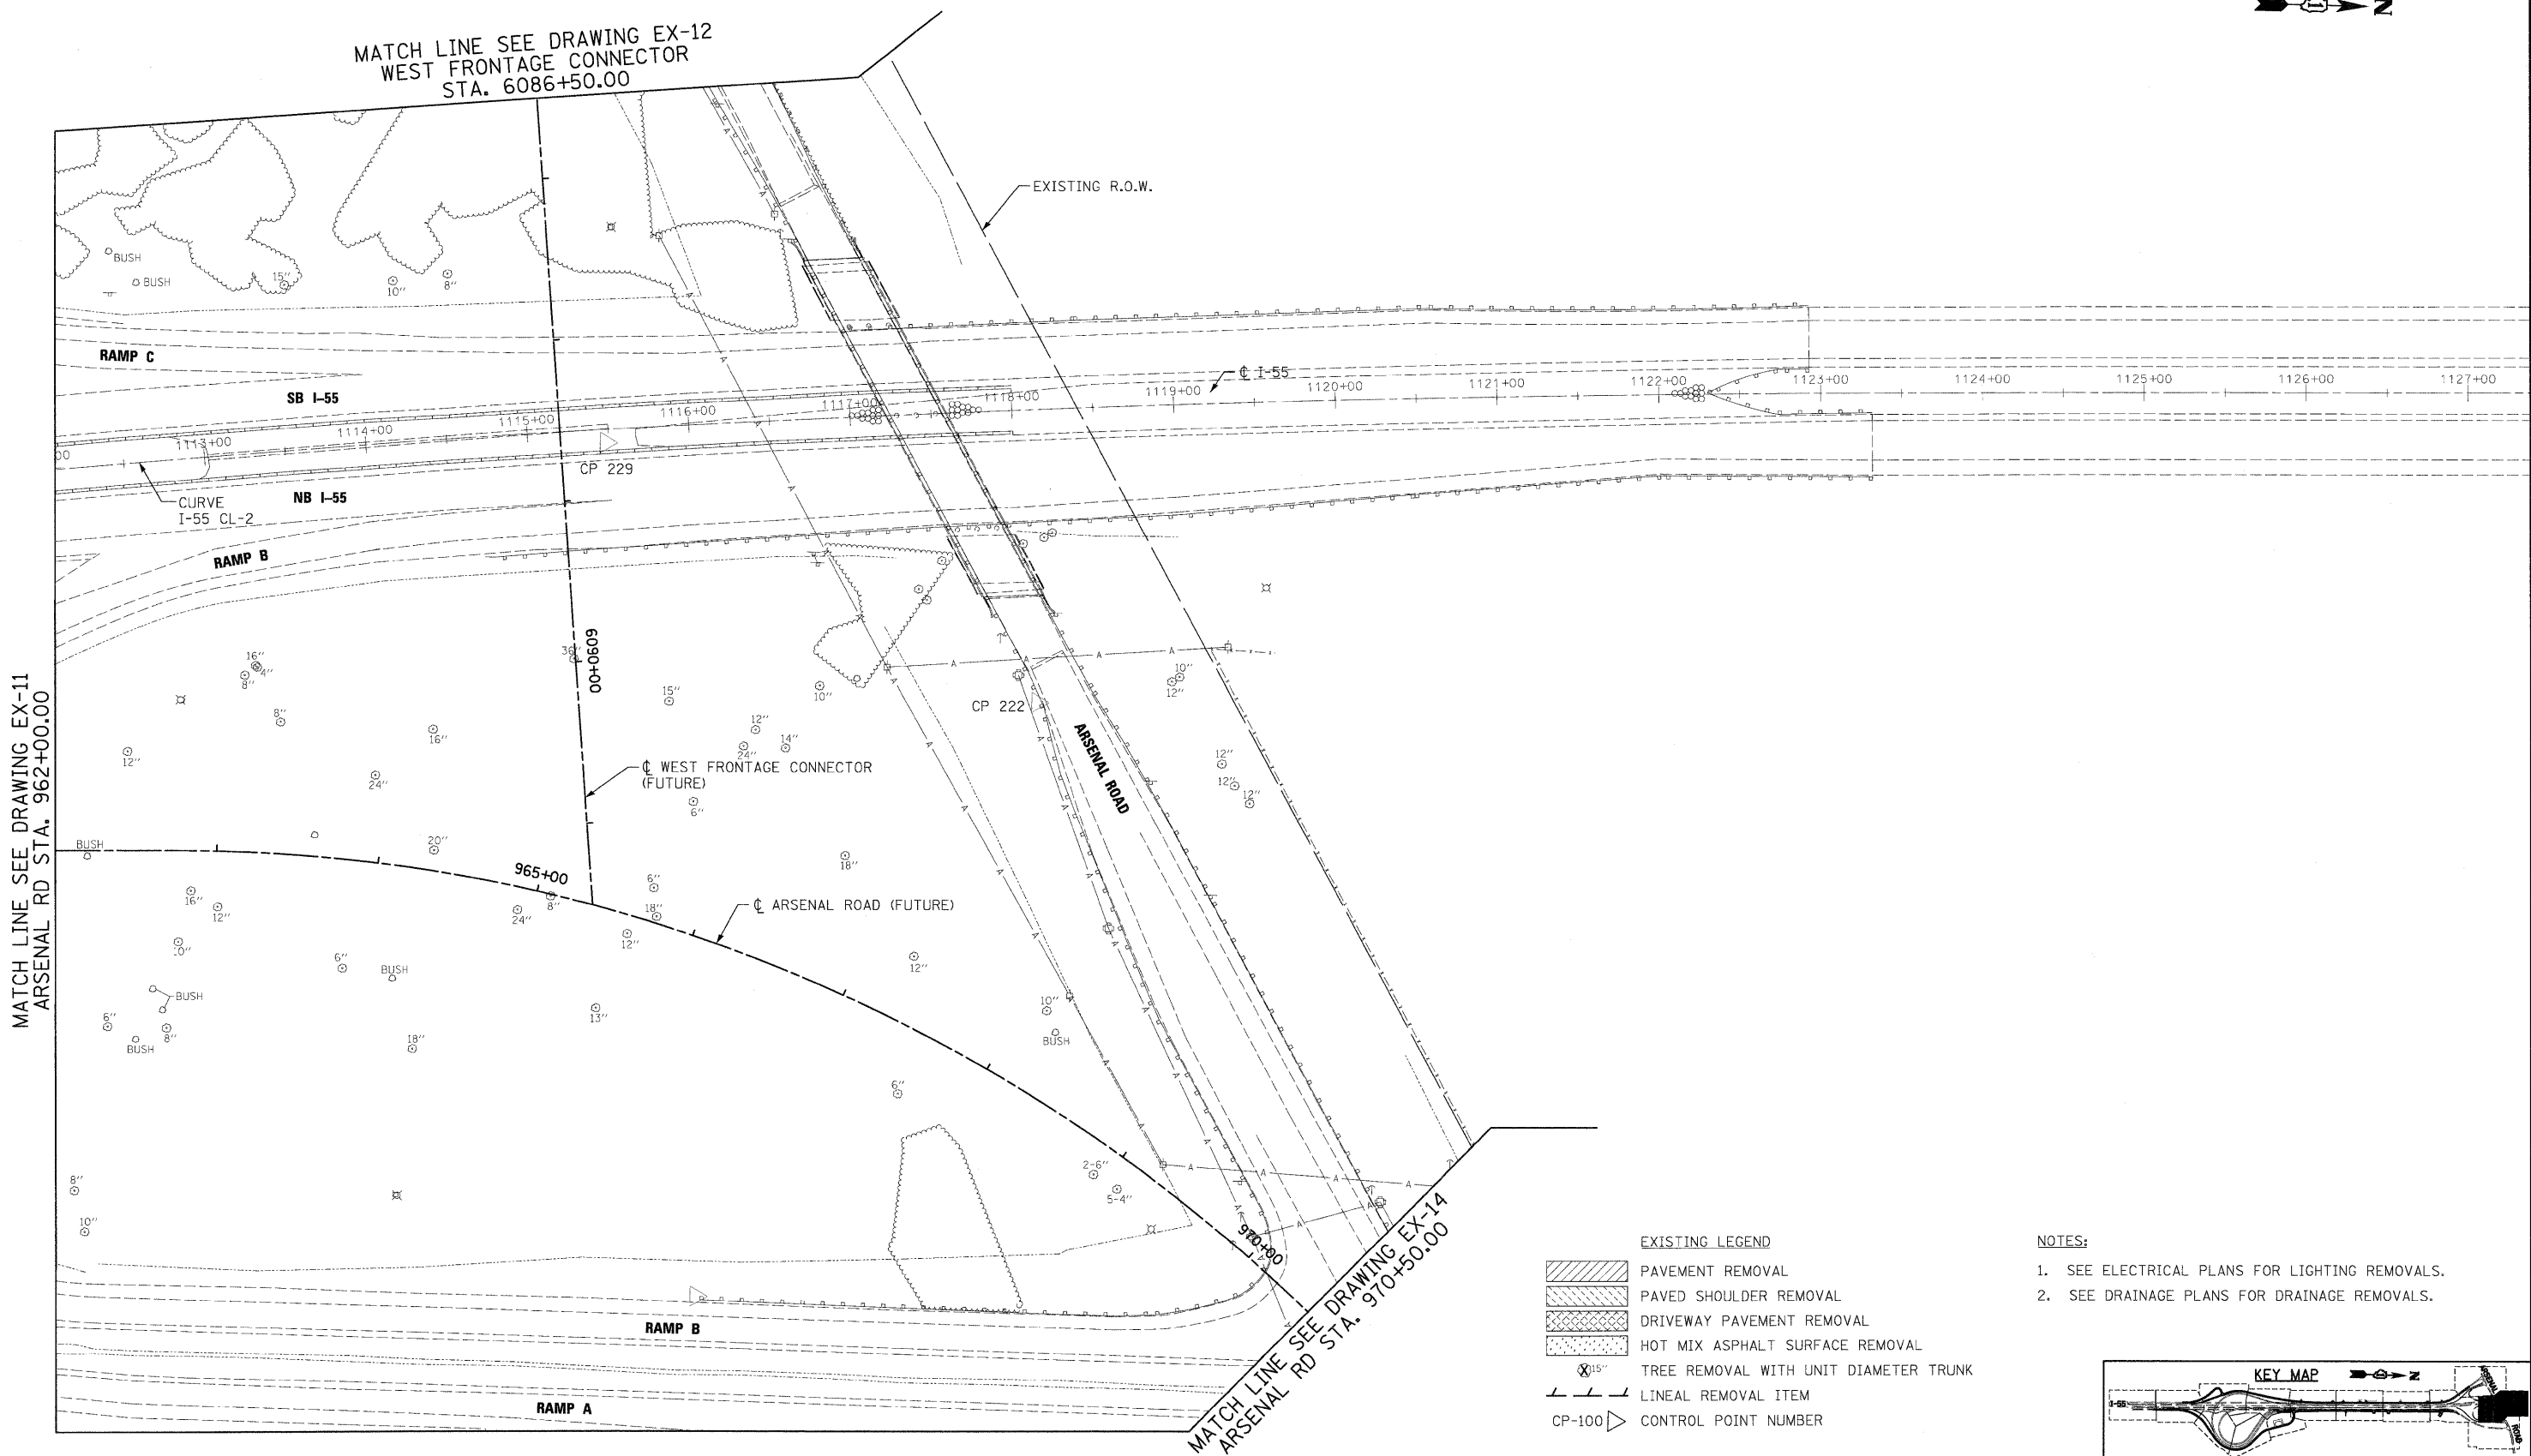 N
MATCH LINE SEE DRAWING EX-12
WEST FRONTAGE CONNECTOR
STA. 6086+50.00
EXISTING R.O.W.
BUSH
BUSH
15"
10"
8"
RAMP C
SB I-55
℄ I-55
00
1113+00
1114+00
1115+00
1116+00
1117+00
1118+00
1119+00
1120+00
1121+00
1122+00
1123+00
1124+00
1125+00
1126+00
1127+00
CP 229
NB I-55
CURVE
I-55 CL-2
RAMP B
MATCH LINE SEE DRAWING EX-11
ARSENAL RD STA. 962+00.00
16"
4"
8"
36"
6090+00
15"
10"
10"
12"
CP 222
8"
16"
12"
24"
14"
12"
24"
ARSENAL ROAD
12"
12"
12"
℄ WEST FRONTAGE CONNECTOR
(FUTURE)
6"
BUSH
20"
18"
965+00
16"
12"
24"
8"
6"
18"
12"
℄ ARSENAL ROAD (FUTURE)
10"
6"
BUSH
12"
BUSH
13"
10"
BUSH
6"
8"
BUSH
18"
6"
8"
10"
2-6"
5-4"
970+00
RAMP B
RAMP A
MATCH LINE SEE DRAWING EX-14
ARSENAL RD STA. 970+50.00
EXISTING LEGEND
PAVEMENT REMOVAL
PAVED SHOULDER REMOVAL
DRIVEWAY PAVEMENT REMOVAL
HOT MIX ASPHALT SURFACE REMOVAL
15" TREE REMOVAL WITH UNIT DIAMETER TRUNK
LINEAL REMOVAL ITEM
CP-100 CONTROL POINT NUMBER
NOTES:
1. SEE ELECTRICAL PLANS FOR LIGHTING REMOVALS.
2. SEE DRAINAGE PLANS FOR DRAINAGE REMOVALS.
KEY MAP
N
I-55
ARSENAL
ROAD